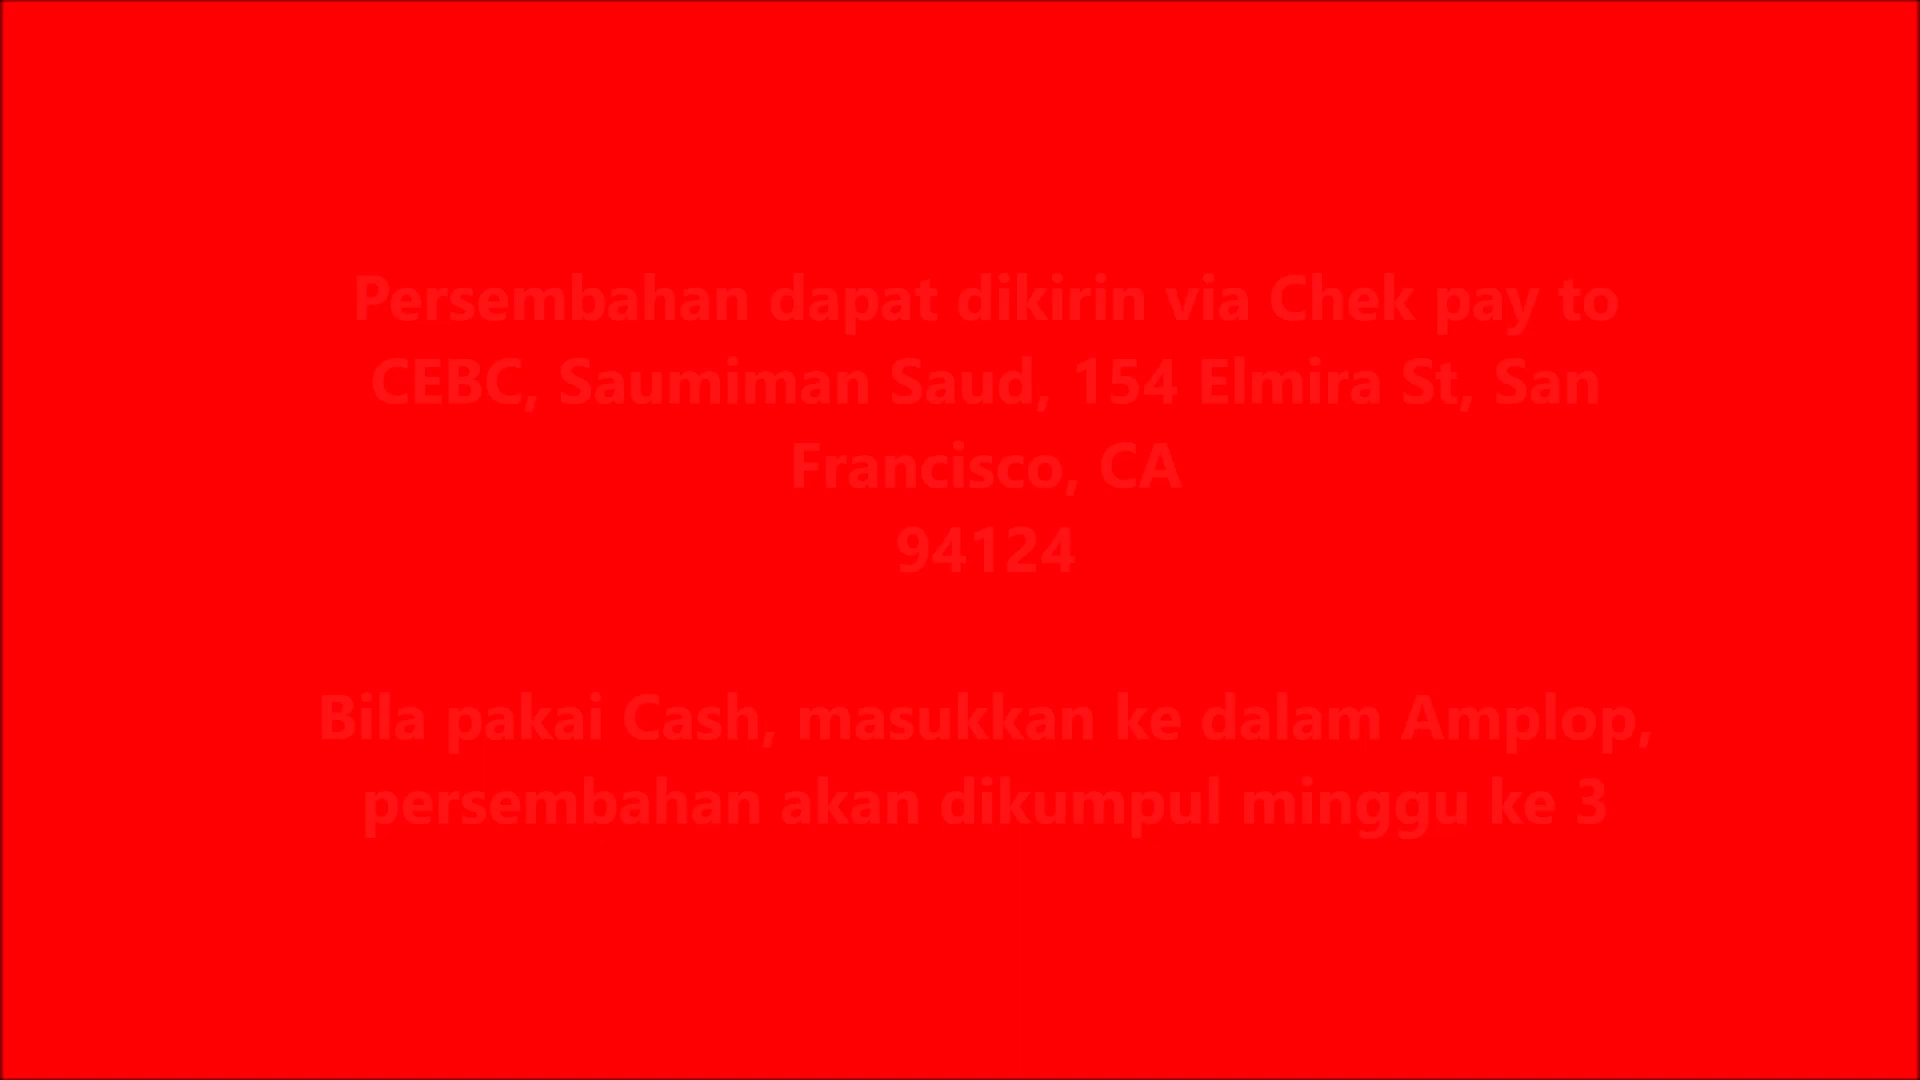 Persembahan dapat dikirin via Chek pay to
CEBC, Saumiman Saud, 154 Elmira St, San
Francisco, CA
94124
Bila pakai Cash, masukkan ke dalam Amplop,
persembahan akan dikumpul minggu ke 3